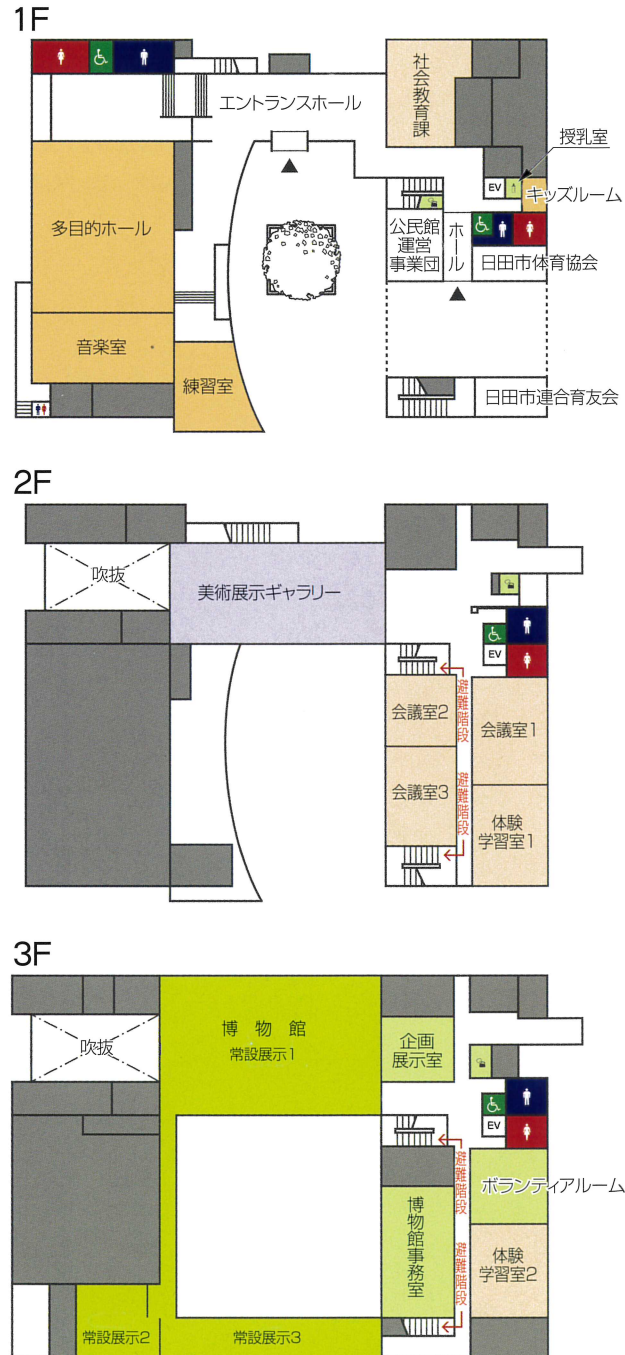 1F
エントランスホール
社会教育課
授乳室
EV
キッズルーム
多目的ホール
公民館
運営
事業団
ホール
日田市体育協会
音楽室
練習室
日田市連合育友会
2F
吹抜
美術展示ギャラリー
EV
避難階段
会議室2
会議室1
会議室3
避難階段
体験
学習室1
3F
博物館
常設展示1
吹抜
企画
展示室
EV
避難階段
ボランティアルーム
博物館事務室
避難階段
体験
学習室2
常設展示2
常設展示3